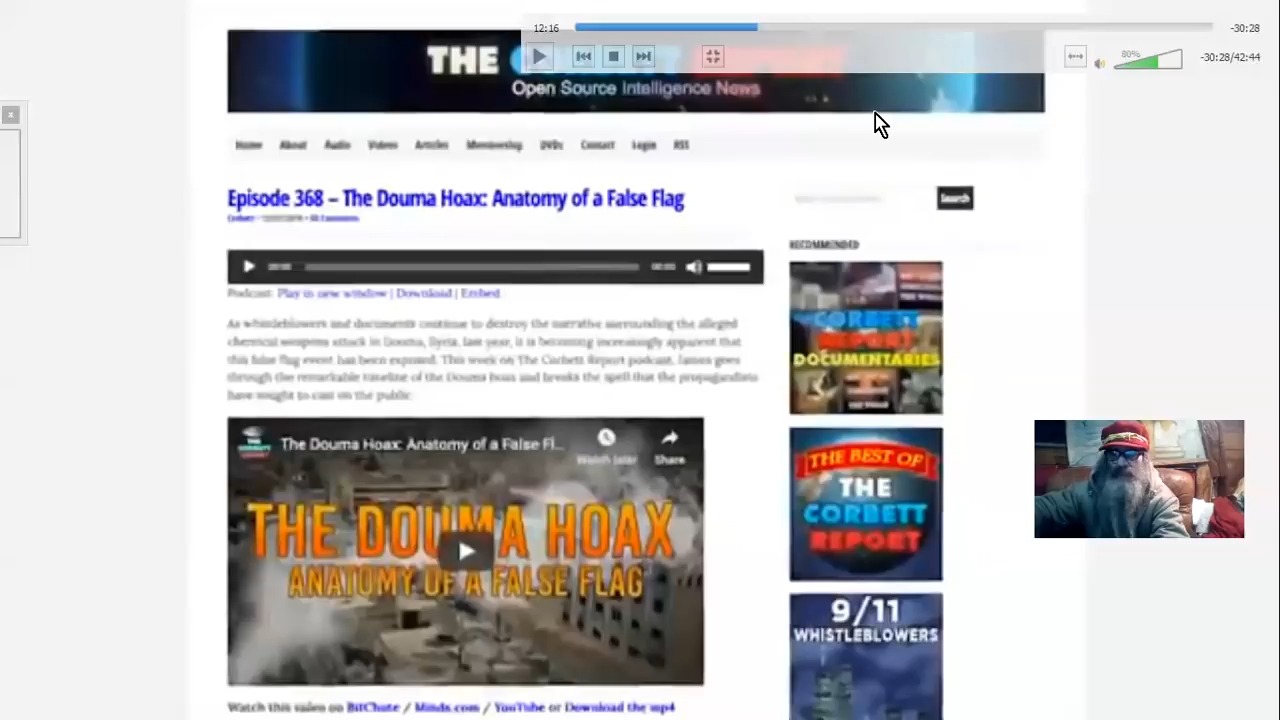 12:16
-30:28
THE
80%
-30:28/42:44
Open Source Intelligence News
Home About Audio Videos Articles Membership DVDs Contact Login RSS
Episode 368 – The Douma Hoax: Anatomy of a False Flag
Search
RECOMMENDED
00:00 00:00
Podcast: Play in new window | Download | Embed
As whistleblowers and documents continue to destroy the narrative surrounding the alleged
chemical weapons attack in Douma, Syria, last year, it is becoming increasingly apparent that
this false flag event has been exposed. This week on The Corbett Report podcast, James goes
through the remarkable timeline of the Douma hoax and breaks the spell that the propagandists
have sought to cast on the public.
CORBETT
REPORT
DOCUMENTARIES
The Douma Hoax: Anatomy of a False Fl...
Watch later
Share
THE DOUMA HOAX
ANATOMY OF A FALSE FLAG
THE BEST OF
THE
CORBETT
REPORT
9/11
WHISTLEBLOWERS
Watch this video on BitChute / Minds.com / YouTube or Download the mp4
x